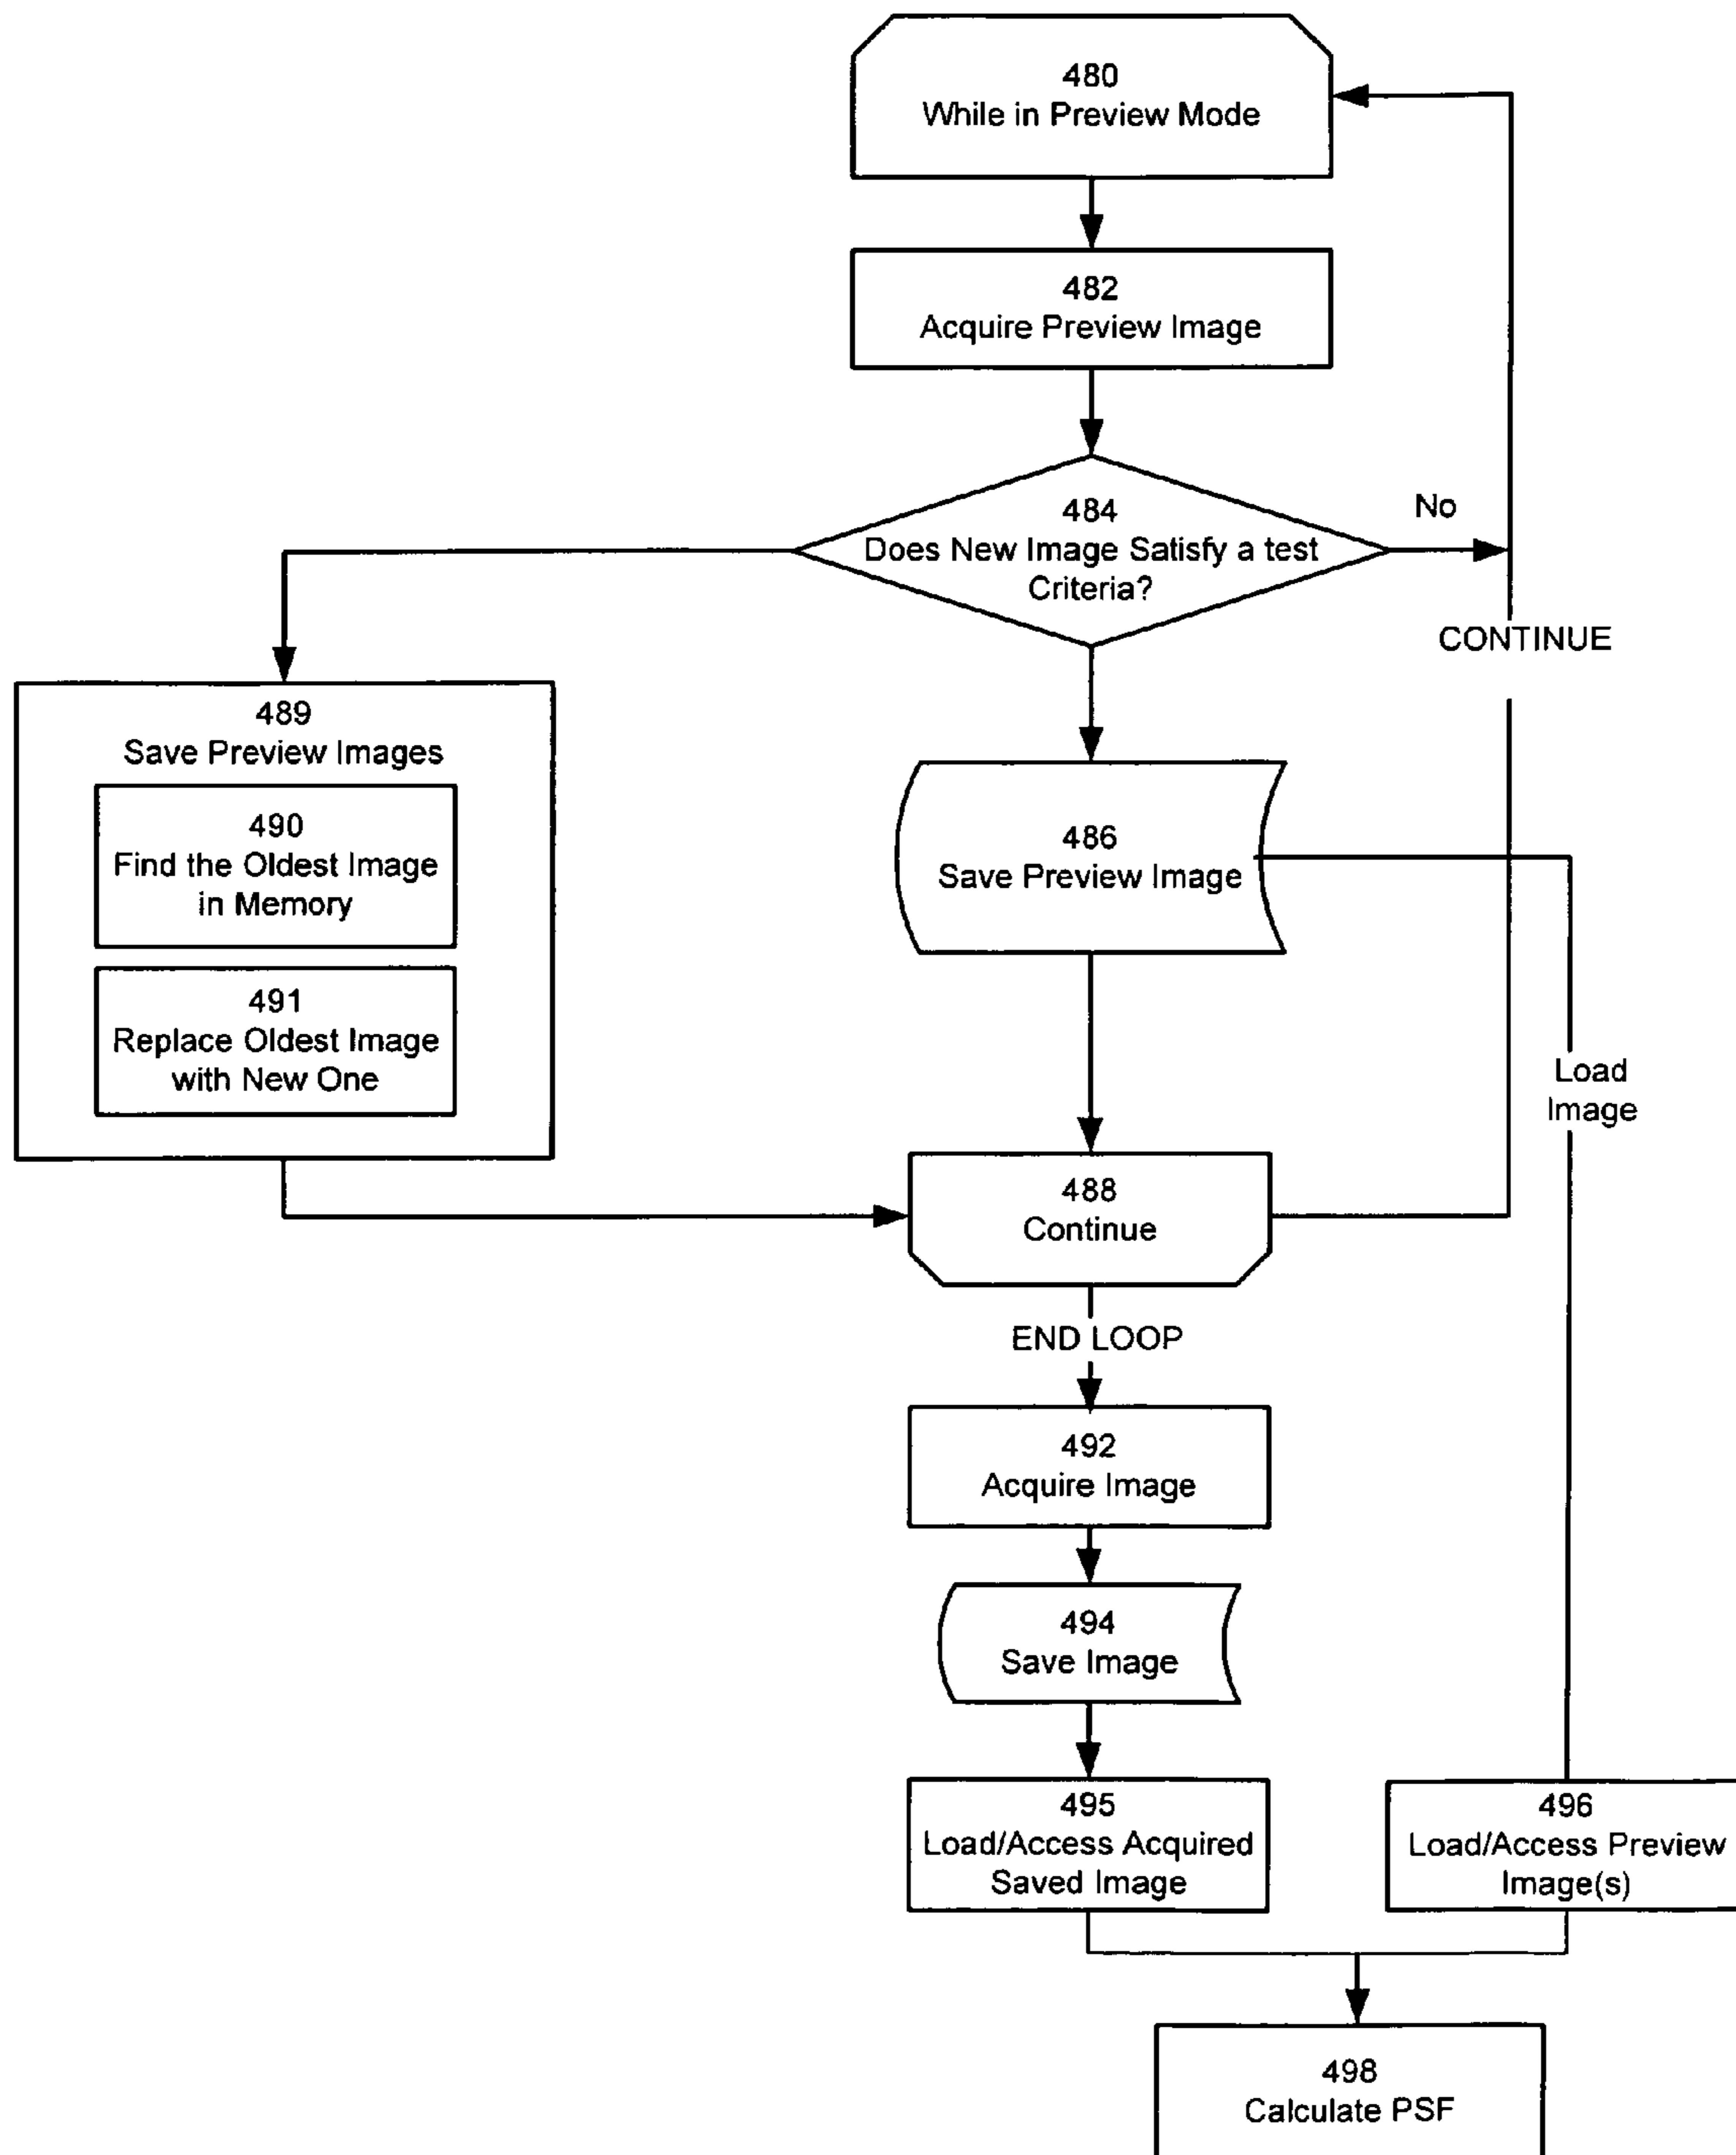 480
While in Preview Mode
482
Acquire Preview Image
484
Does New Image Satisfy a test
Criteria?
No
CONTINUE
489
Save Preview Images
490
Find the Oldest Image
in Memory
491
Replace Oldest Image
with New One
486
Save Preview Image
Load
Image
488
Continue
END LOOP
492
Acquire Image
494
Save Image
495
Load/Access Acquired
Saved Image
496
Load/Access Preview
Image(s)
498
Calculate PSF